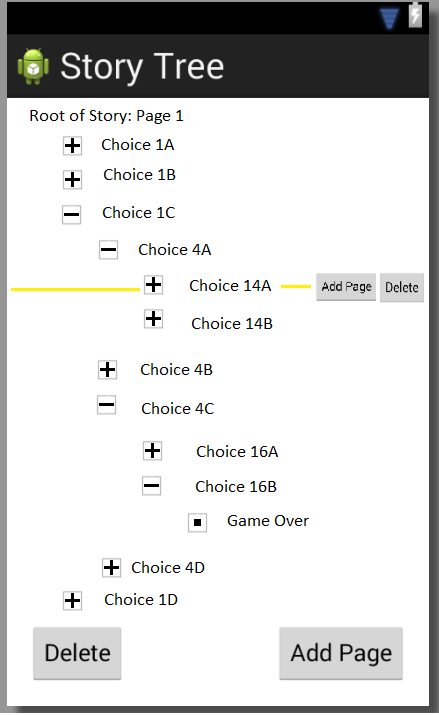 Story Tree
Root of Story: Page 1
Choice 1A
Choice 1B
Choice 1C
Choice 4A
Choice 14A Add Page Delete
Choice 14B
Choice 4B
Choice 4C
Choice 16A
Choice 16B
Game Over
Choice 4D
Choice 1D
Delete Add Page